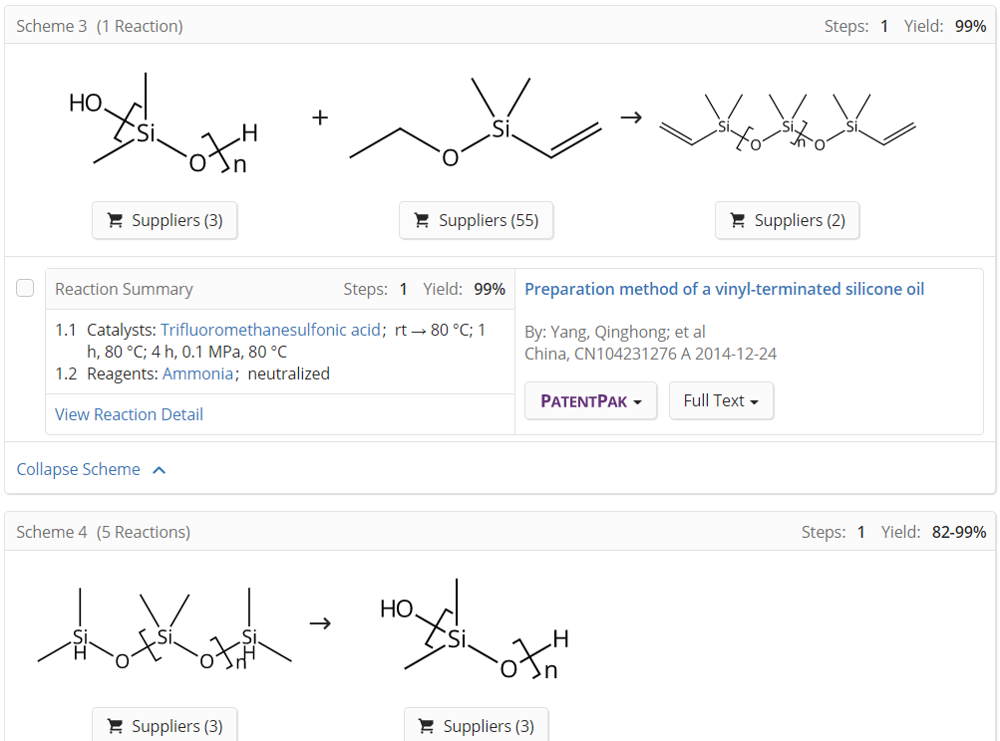 Scheme 3 (1 Reaction) Steps: 1 Yield: 99%
HO Si O H n
+
Si O
→
Si O Si n O Si
Suppliers (3) Suppliers (55) Suppliers (2)
Reaction Summary Steps: 1 Yield: 99%
1.1 Catalysts: Trifluoromethanesulfonic acid; rt → 80 °C; 1
h, 80 °C; 4 h, 0.1 MPa, 80 °C
1.2 Reagents: Ammonia; neutralized
View Reaction Detail
Preparation method of a vinyl-terminated silicone oil
By: Yang, Qinghong; et al
China, CN104231276 A 2014-12-24
PATENTPAK Full Text
Collapse Scheme
Scheme 4 (5 Reactions) Steps: 1 Yield: 82-99%
Si H O Si O n Si H
→
HO Si O H n
Suppliers (3) Suppliers (3)